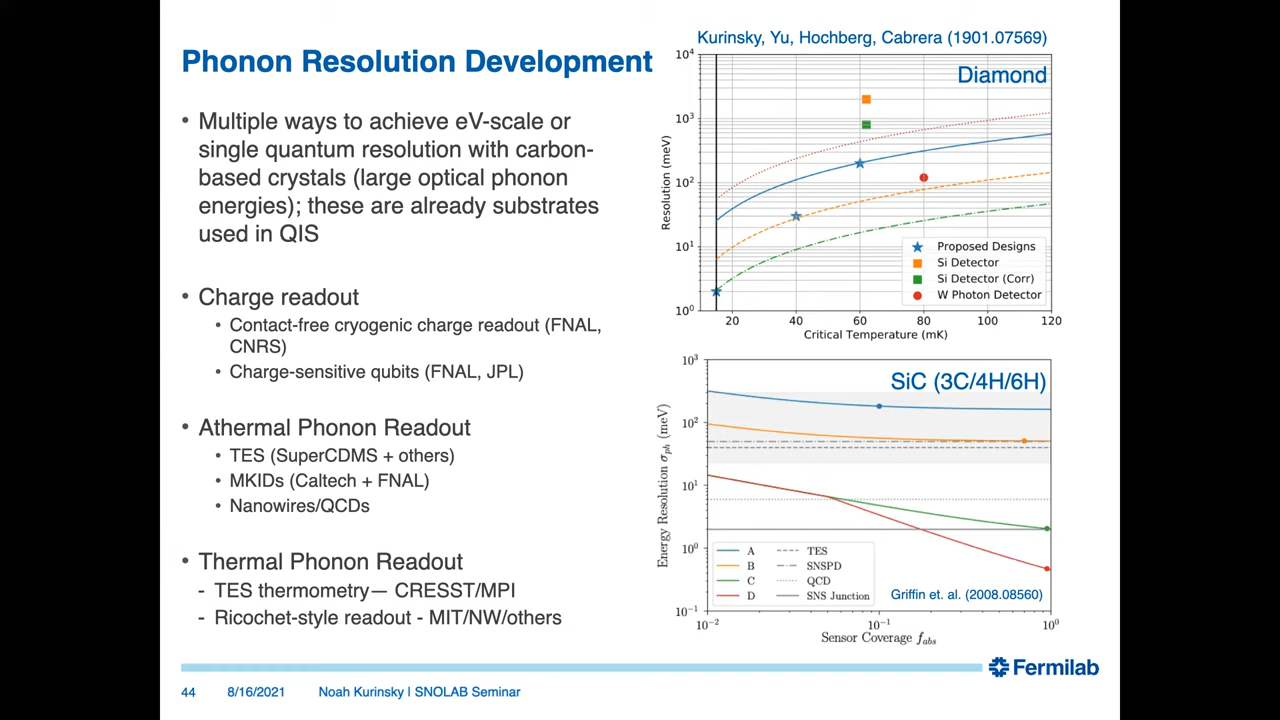 Phonon Resolution Development
• Multiple ways to achieve eV-scale or
single quantum resolution with carbon-
based crystals (large optical phonon
energies): these are already substrates
used in QIS
• Charge readout
• Contact-free cryogenic charge readout (FNAL,
CNRS)
• Charge-sensitive qubits (FNAL, JPL)
• Athermal Phonon Readout
• TES (SuperCDMS + others)
• MKIDs (Caltech + FNAL)
• Nanowires/QCDs
• Thermal Phonon Readout
- TES thermometry— CRESST/MPI
- Ricochet-style readout - MIT/NW/others
Kurinsky, Yu, Hochberg, Cabrera (1901.07569)
Diamond
Resolution (meV)
10⁴
10³
10²
10¹
10⁰
Proposed Designs
Si Detector
Si Detector (Corr)
W Photon Detector
20 40 60 80 100 120
Critical Temperature (mK)
SiC (3C/4H/6H)
Energy Resolution σph (meV)
10³
10²
10¹
10⁰
10⁻¹
A TES
B SNSPD
C QCD
D SNS Junction
Griffin et. al. (2008.08560)
10⁻² 10⁻¹ 10⁰
Sensor Coverage fabs
Fermilab
44 8/16/2021 Noah Kurinsky | SNOLAB Seminar